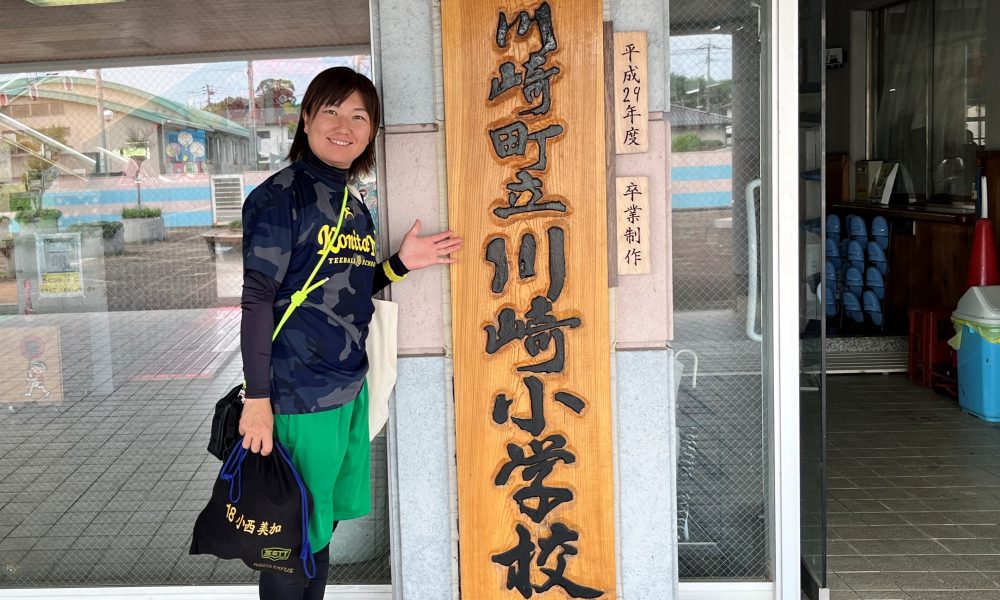 川崎町立川崎小学校
平成29年度
卒業制作
Konita
TEEBALL SCHOOL
18 小西美加
ZETT